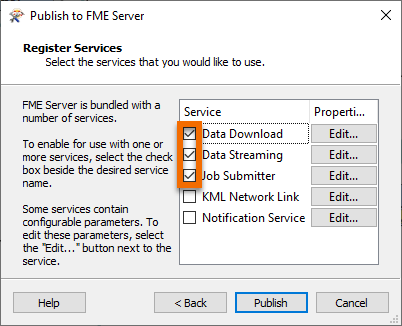 Publish to FME Server
Register Services
Select the services that you would like to use.
FME Server is bundled with a
number of services.
To enable for use with one or
more services, select the check
box beside the desired service
name.
Some services contain
configurable parameters. To
edit these parameters, select
the "Edit..." button next to the
service.
Service Properti...
Data Download Edit...
Data Streaming Edit...
Job Submitter Edit...
KML Network Link Edit...
Notification Service Edit...
Help < Back Publish Cancel